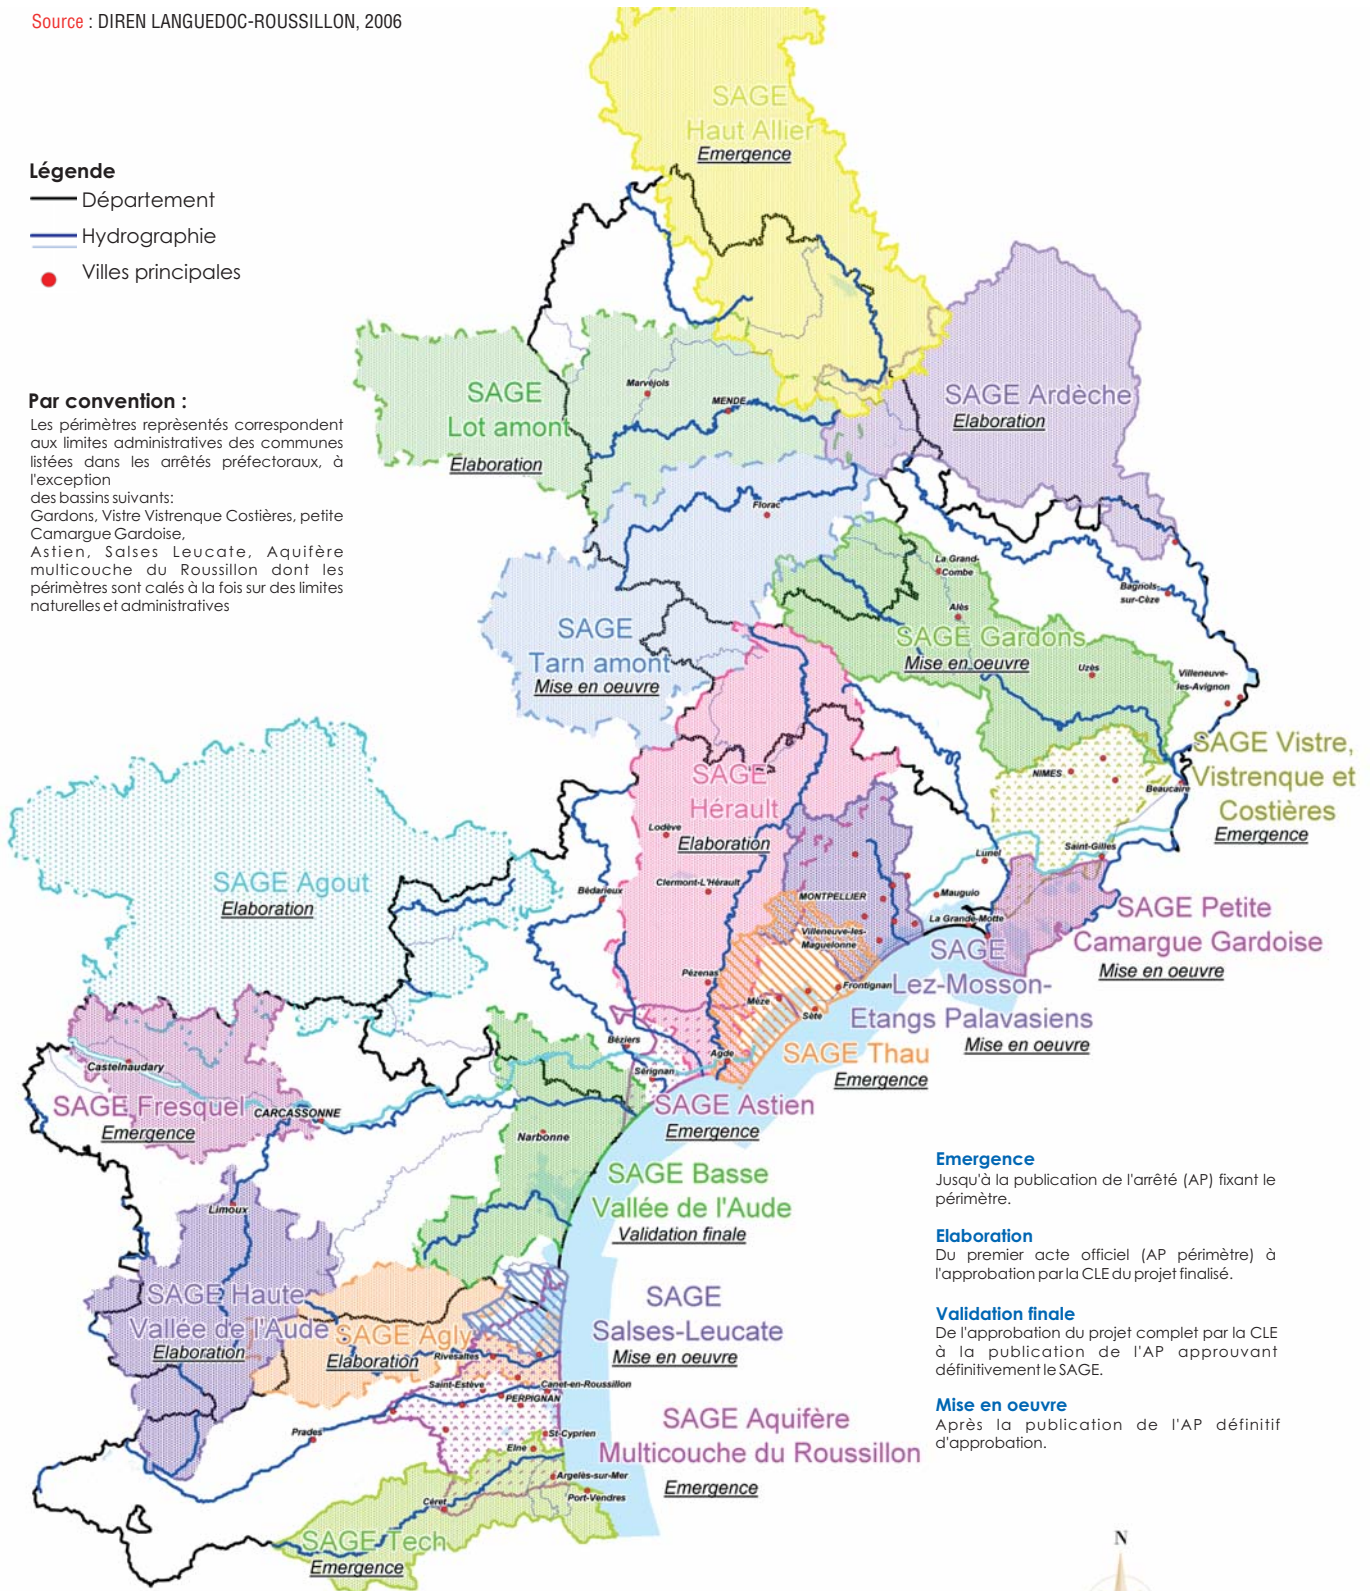 Source : DIREN LANGUEDOC-ROUSSILLON, 2006
Légende
Département
Hydrographie
Villes principales
Par convention :
Les périmètres reprèsentés correspondent
aux limites administratives des communes
listées dans les arrêtés préfectoraux, à
l'exception
des bassins suivants:
Gardons, Vistre Vistrenque Costières, petite
Camargue Gardoise,
Astien, Salses Leucate, Aquifère
multicouche du Roussillon dont les
périmètres sont calés à la fois sur des limites
naturelles et administratives
SAGE
Haut Allier
Emergence
SAGE Ardèche
Elaboration
SAGE
Lot amont
Elaboration
Marvéjols
MENDE
Florac
SAGE
Tarn amont
Mise en oeuvre
La Grand-
Combe
Alès
Bagnols-
sur-Cèze
SAGE Gardons
Mise en oeuvre
Uzès
Villeneuve-
les-Avignon
SAGE Vistre,
Vistrenque et
Costières
Emergence
NIMES
Beaucaire
Saint-Gilles
SAGE
Hérault
Elaboration
Lodève
Clermont-L'Hérault
Bédarieux
Lunel
Mauguio
MONTPELLIER
La Grande-Motte
Villeneuve-les-
Maguelonne
SAGE Petite
Camargue Gardoise
Mise en oeuvre
SAGE
Lez-Mosson-
Etangs Palavasiens
Mise en oeuvre
SAGE Agout
Elaboration
Pézenas
Mèze
Frontignan
Sète
SAGE Thau
Emergence
Béziers
Agde
Sérignan
SAGE Astien
Emergence
Castelnaudary
SAGE Fresquel
Emergence
CARCASSONNE
Narbonne
SAGE Basse
Vallée de l'Aude
Validation finale
Limoux
SAGE Haute
Vallée de l'Aude
Elaboration
SAGE Agly
Elaboration
Rivesaltes
SAGE
Salses-Leucate
Mise en oeuvre
Saint-Estève
Canet-en-Roussillon
PERPIGNAN
Prades
St-Cyprien
Elne
SAGE Aquifère
Multicouche du Roussillon
Emergence
Argelès-sur-Mer
Port-Vendres
Céret
SAGE Tech
Emergence
Emergence
Jusqu'à la publication de l'arrêté (AP) fixant le
périmètre.
Elaboration
Du premier acte officiel (AP périmètre) à
l'approbation par la CLE du projet finalisé.
Validation finale
De l'approbation du projet complet par la CLE
à la publication de l'AP approuvant
définitivement le SAGE.
Mise en oeuvre
Après la publication de l'AP définitif
d'approbation.
N